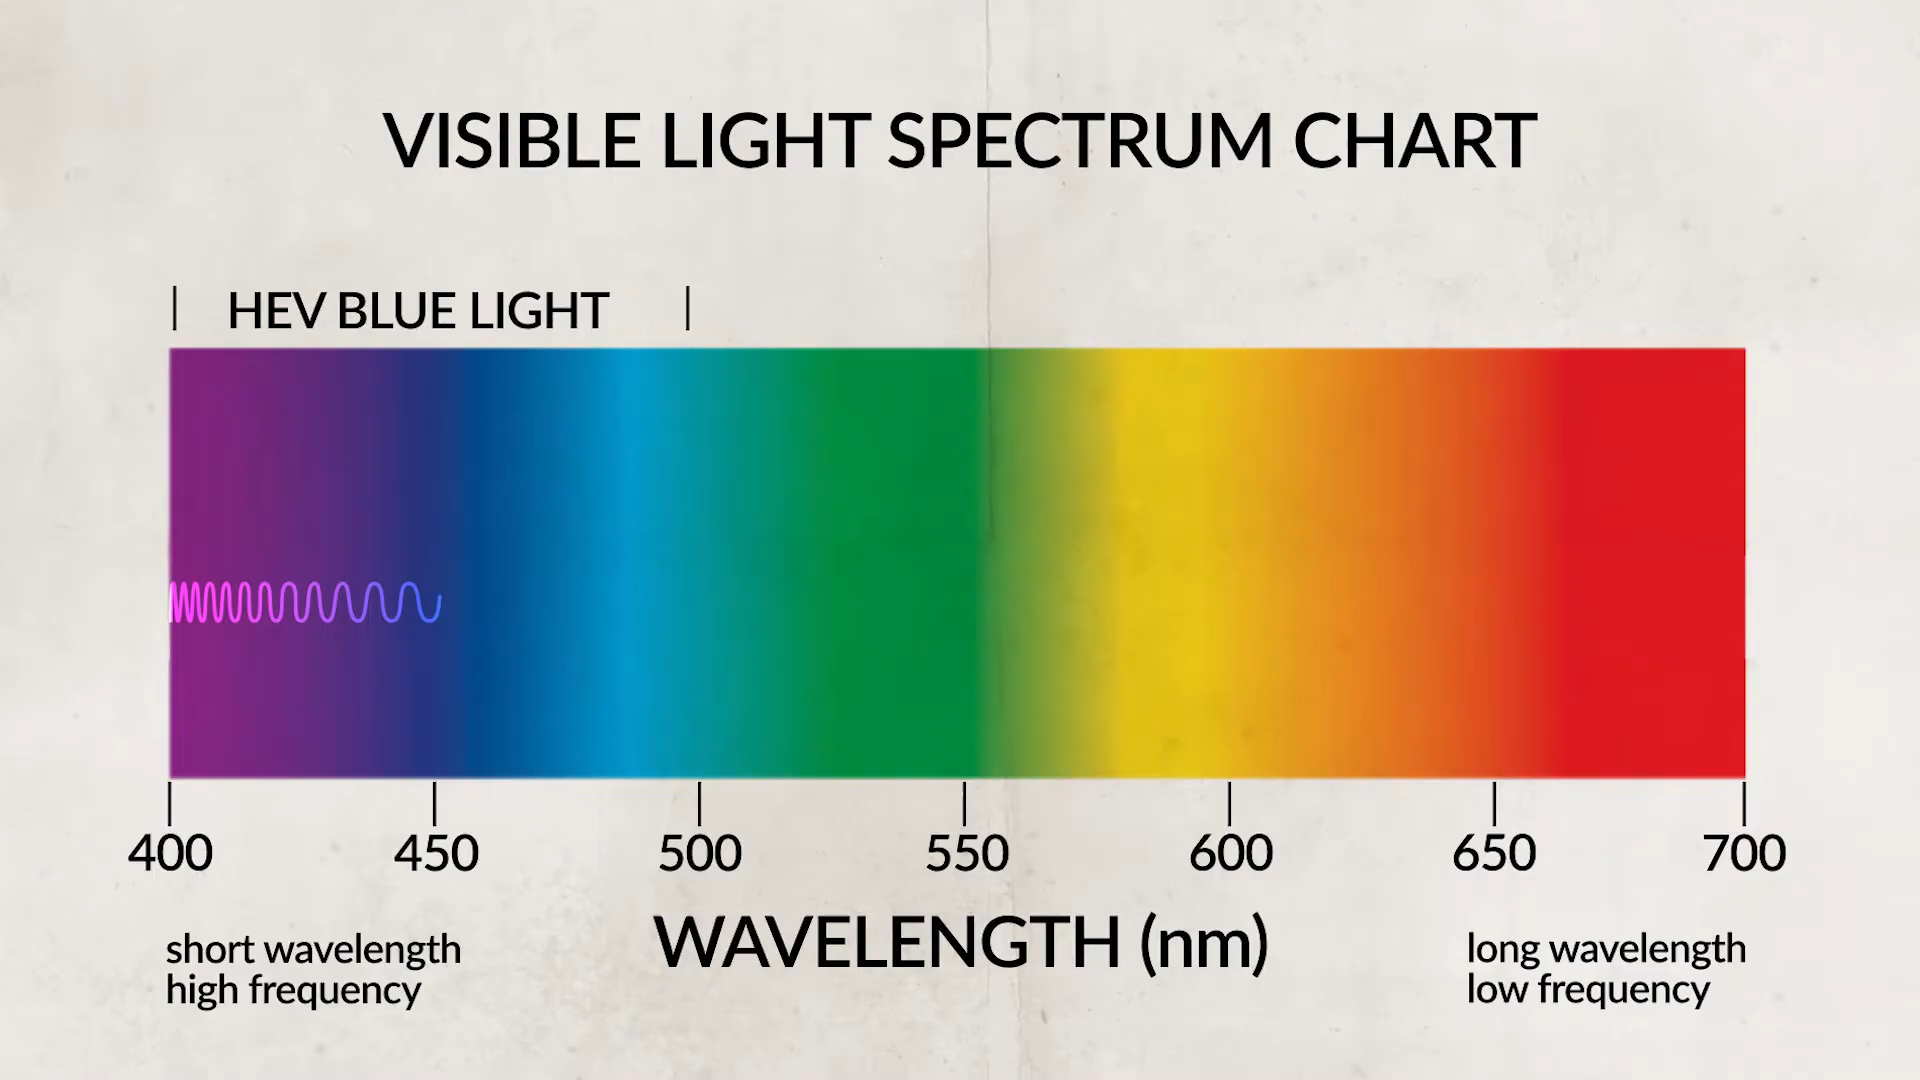 VISIBLE LIGHT SPECTRUM CHART
HEV BLUE LIGHT
400 450 500 550 600 650 700
WAVELENGTH (nm)
short wavelength
high frequency
long wavelength
low frequency